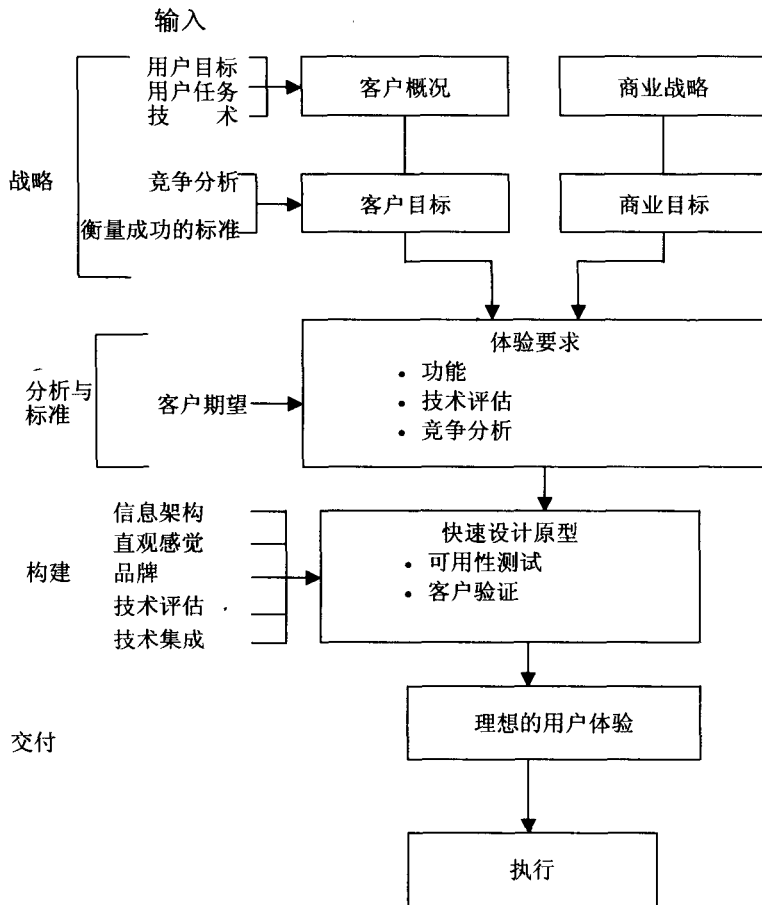 输入
用户目标
用户任务
技 术
客户概况
商业战略
战略
竞争分析
衡量成功的标准
客户目标
商业目标
分析与
标准
客户期望
体验要求
• 功能
• 技术评估
• 竞争分析
构建
信息架构
直观感觉
品牌
技术评估
技术集成
快速设计原型
• 可用性测试
• 客户验证
交付
理想的用户体验
执行